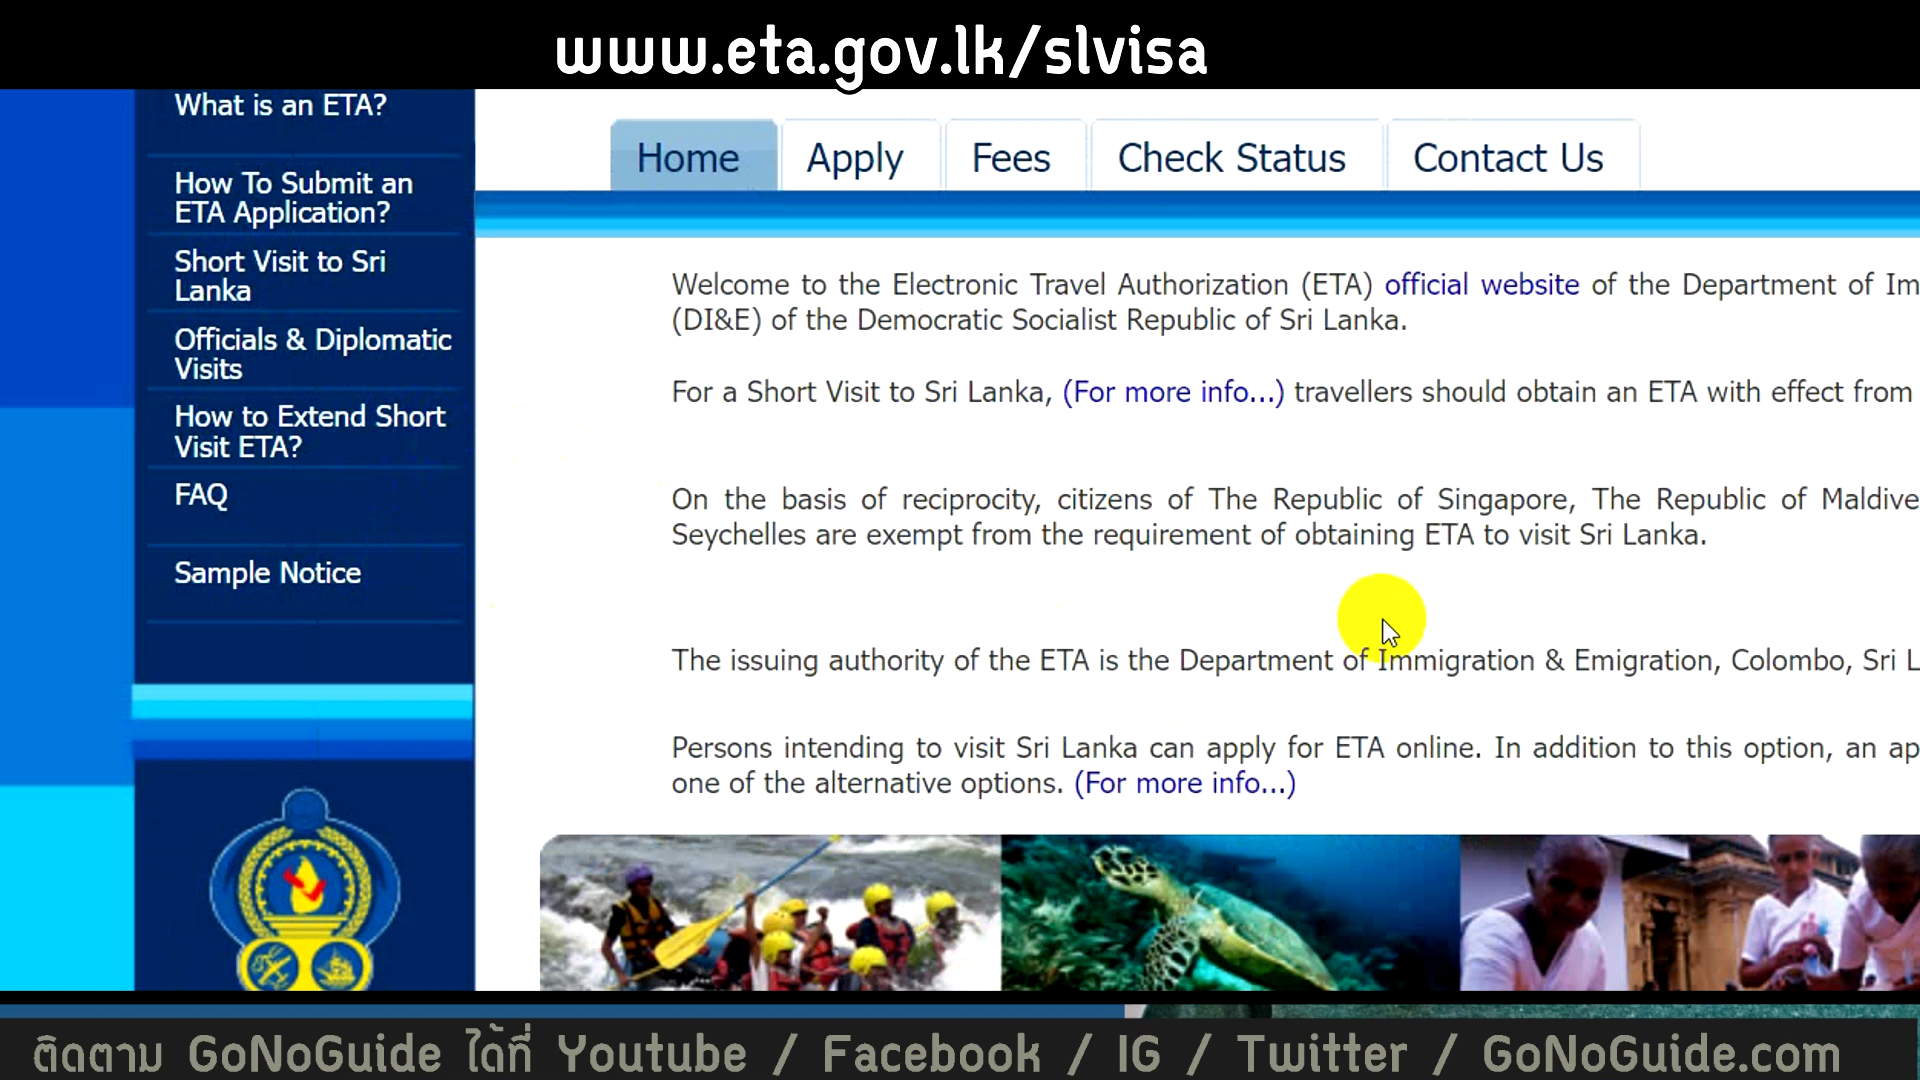 www.eta.gov.lk/slvisa
What is an ETA?
How To Submit an
ETA Application?
Short Visit to Sri
Lanka
Officials & Diplomatic
Visits
How to Extend Short
Visit ETA?
FAQ
Sample Notice
Home Apply Fees Check Status Contact Us
Welcome to the Electronic Travel Authorization (ETA) official website of the Department of Im
(DI&E) of the Democratic Socialist Republic of Sri Lanka.
For a Short Visit to Sri Lanka, (For more info...) travellers should obtain an ETA with effect from
On the basis of reciprocity, citizens of The Republic of Singapore, The Republic of Maldive
Seychelles are exempt from the requirement of obtaining ETA to visit Sri Lanka.
The issuing authority of the ETA is the Department of Immigration & Emigration, Colombo, Sri L
Persons intending to visit Sri Lanka can apply for ETA online. In addition to this option, an ap
one of the alternative options. (For more info...)
ติดตาม GoNoGuide ได้ที่ Youtube / Facebook / IG / Twitter / GoNoGuide.com